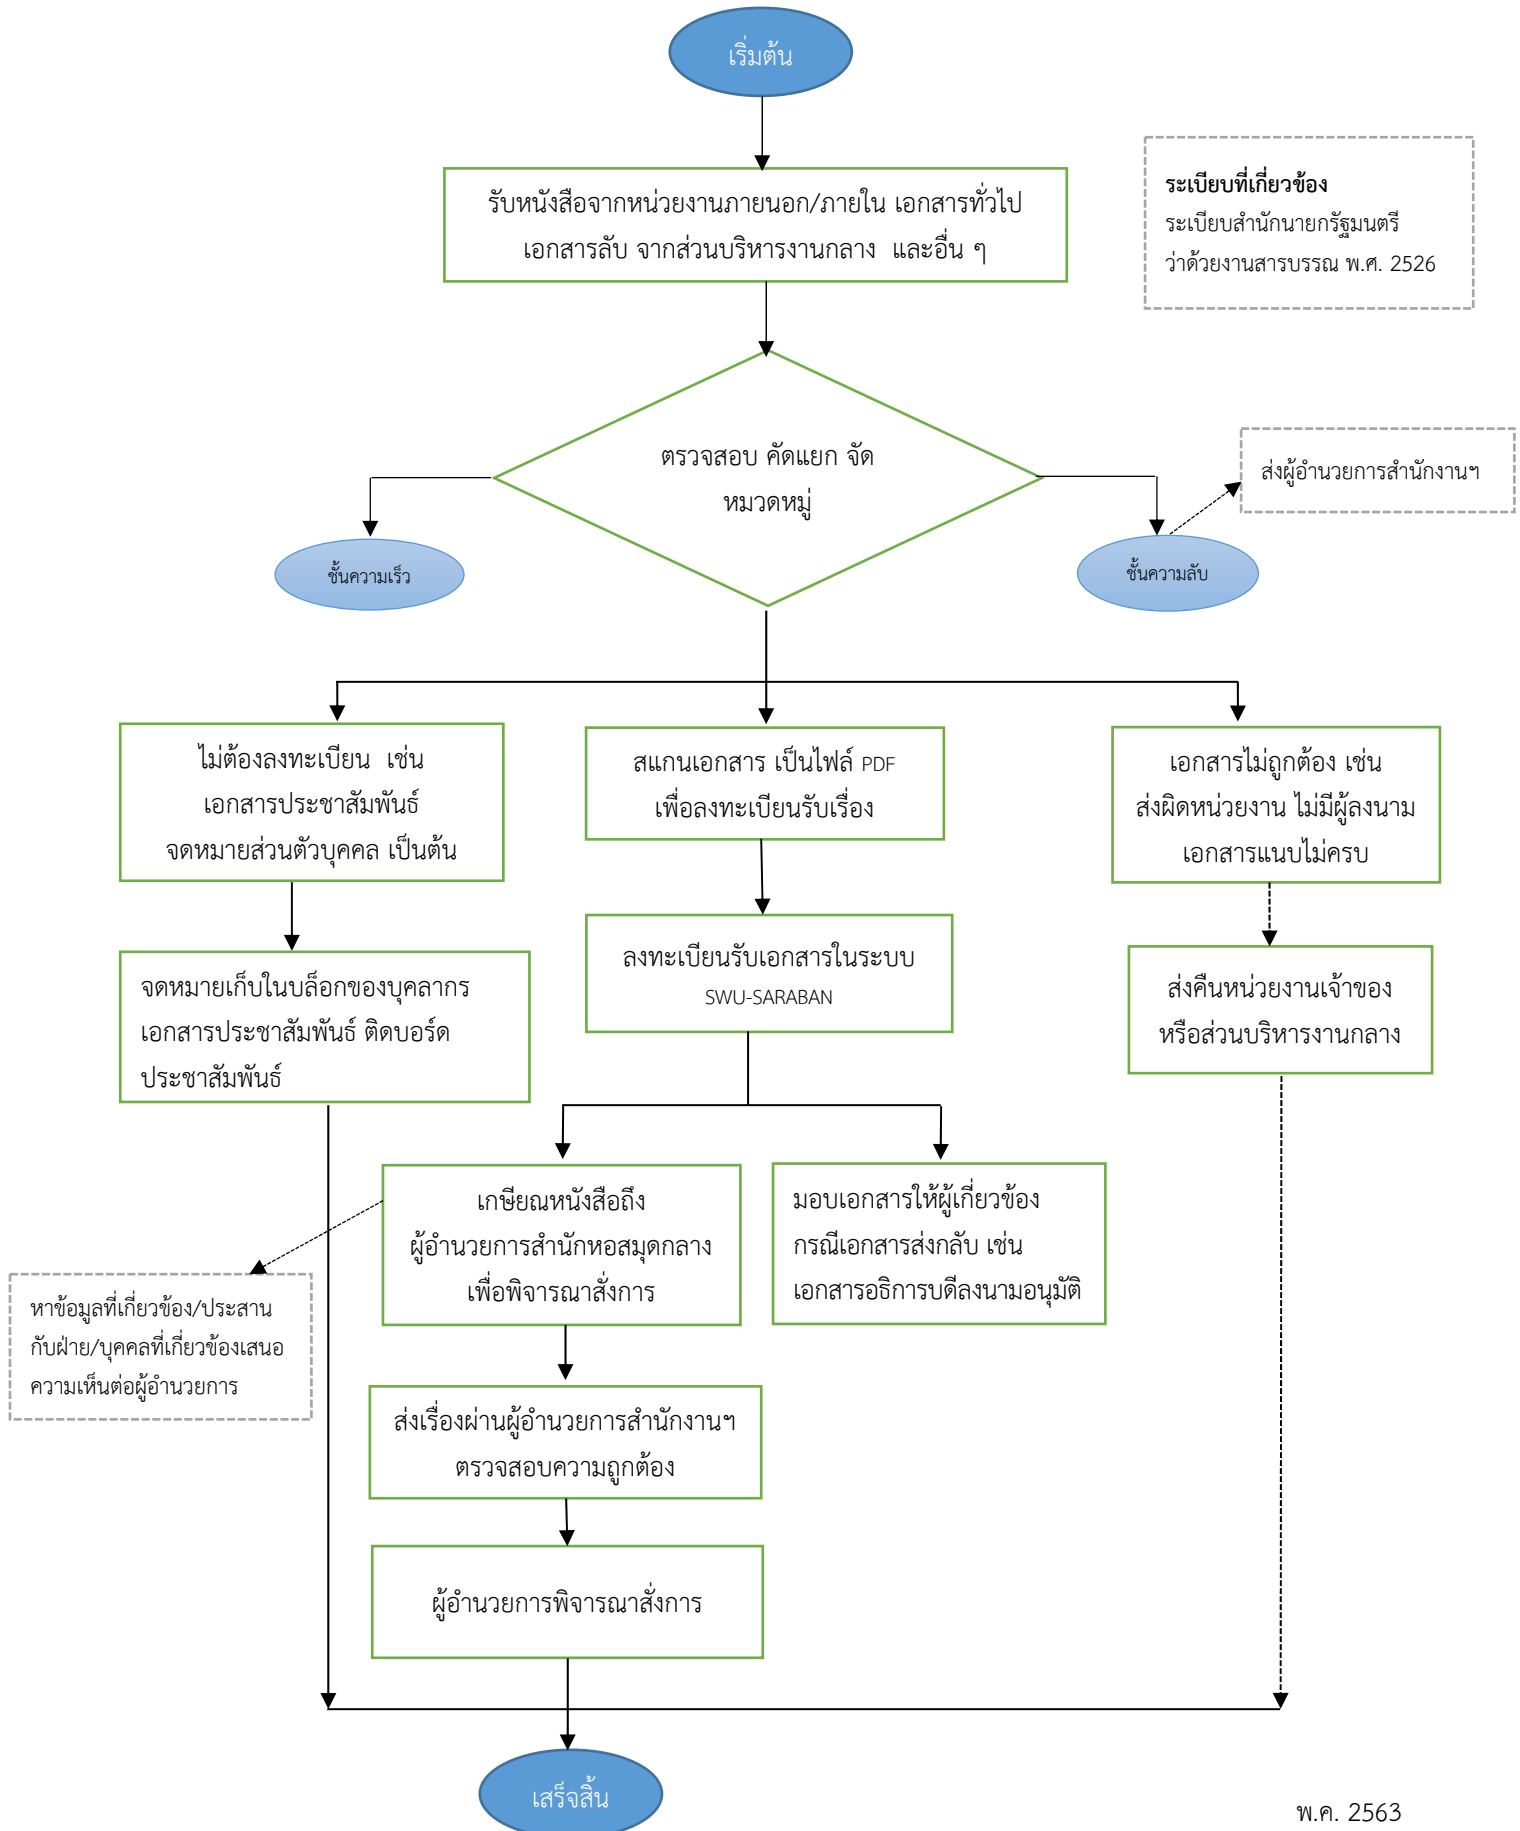 เริ่มต้น
รับหนังสือจากหน่วยงานภายนอก/ภายใน เอกสารทั่วไป
เอกสารลับ จากส่วนบริหารงานกลาง และอื่น ๆ
ระเบียบที่เกี่ยวข้อง
ระเบียบสำนักนายกรัฐมนตรี
ว่าด้วยงานสารบรรณ พ.ศ. 2526
ตรวจสอบ คัดแยก จัด
หมวดหมู่
ส่งผู้อำนวยการสำนักงานฯ
ชั้นความเร็ว
ชั้นความลับ
ไม่ต้องลงทะเบียน เช่น
เอกสารประชาสัมพันธ์
จดหมายส่วนตัวบุคคล เป็นต้น
สแกนเอกสาร เป็นไฟล์ PDF
เพื่อลงทะเบียนรับเรื่อง
เอกสารไม่ถูกต้อง เช่น
ส่งผิดหน่วยงาน ไม่มีผู้ลงนาม
เอกสารแนบไม่ครบ
จดหมายเก็บในบล็อกของบุคลากร
เอกสารประชาสัมพันธ์ ติดบอร์ด
ประชาสัมพันธ์
ลงทะเบียนรับเอกสารในระบบ
SWU-SARABAN
ส่งคืนหน่วยงานเจ้าของ
หรือส่วนบริหารงานกลาง
เกษียณหนังสือถึง
ผู้อำนวยการสำนักหอสมุดกลาง
เพื่อพิจารณาสั่งการ
มอบเอกสารให้ผู้เกี่ยวข้อง
กรณีเอกสารส่งกลับ เช่น
เอกสารอธิการบดีลงนามอนุมัติ
หาข้อมูลที่เกี่ยวข้อง/ประสาน
กับฝ่าย/บุคคลที่เกี่ยวข้องเสนอ
ความเห็นต่อผู้อำนวยการ
ส่งเรื่องผ่านผู้อำนวยการสำนักงานฯ
ตรวจสอบความถูกต้อง
ผู้อำนวยการพิจารณาสั่งการ
เสร็จสิ้น
พ.ค. 2563